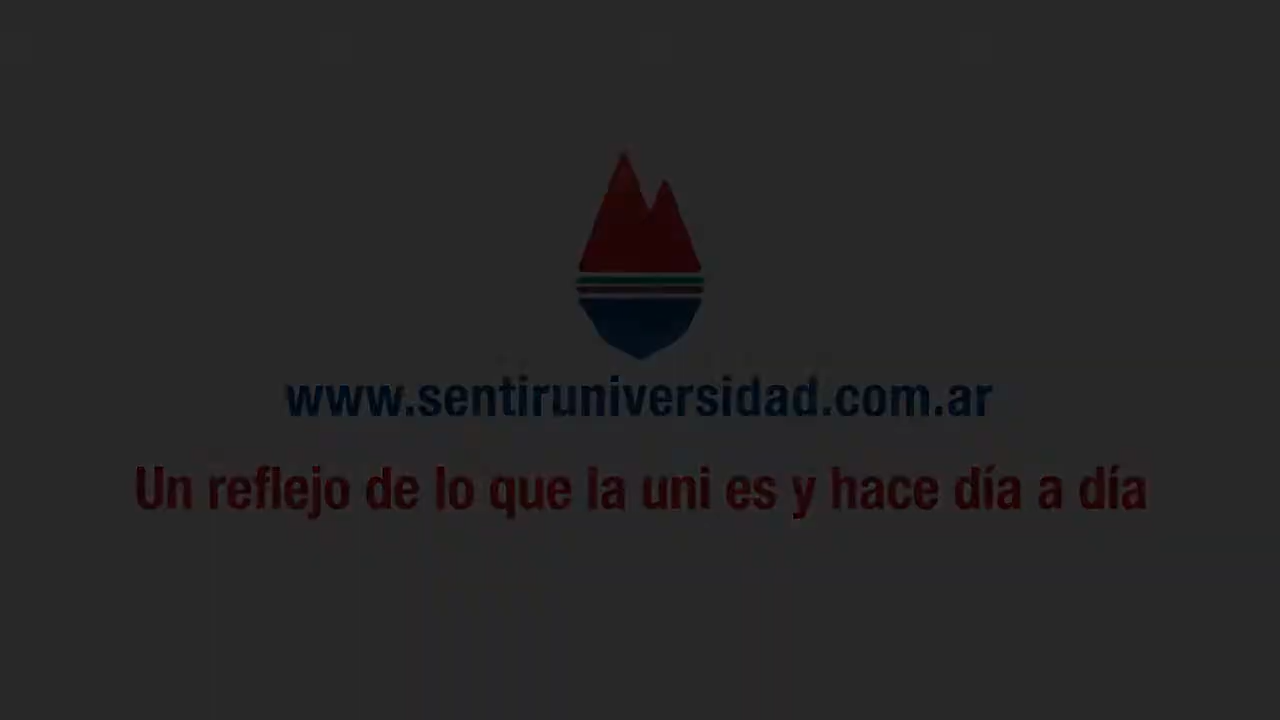 www.sentiruniversidad.com.ar
Un reflejo de lo que la uni es y hace día a día